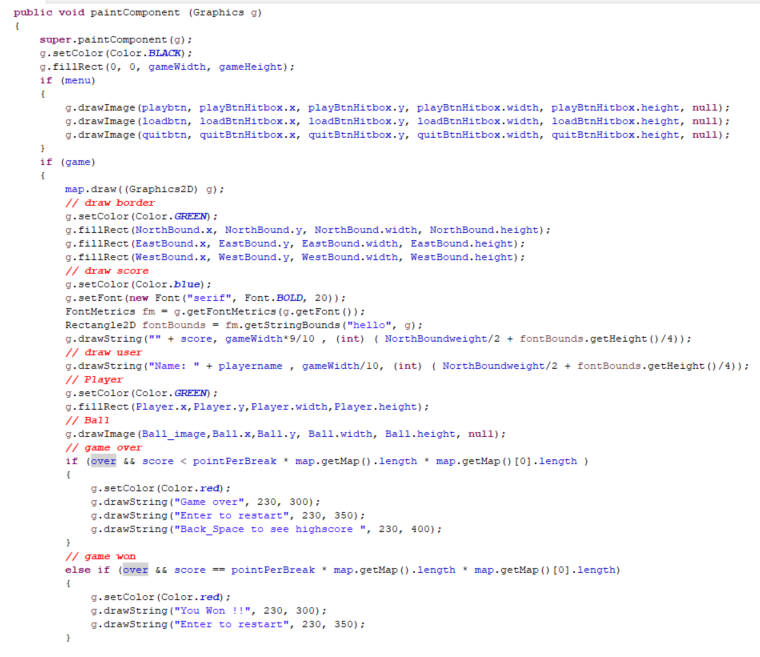 public void paintComponent (Graphics g)
{
super.paintComponent(g);
g.setColor(Color.BLACK);
g.fillRect(0, 0, gameWidth, gameHeight);
if (menu)
{
g.drawImage(playbtn, playBtnHitbox.x, playBtnHitbox.y, playBtnHitbox.width, playBtnHitbox.height, null);
g.drawImage(loadbtn, loadBtnHitbox.x, loadBtnHitbox.y, loadBtnHitbox.width, loadBtnHitbox.height, null);
g.drawImage(quitbtn, quitBtnHitbox.x, quitBtnHitbox.y, quitBtnHitbox.width, quitBtnHitbox.height, null);
}
if (game)
{
map.draw((Graphics2D) g);
// draw border
g.setColor(Color.GREEN);
g.fillRect(NorthBound.x, NorthBound.y, NorthBound.width, NorthBound.height);
g.fillRect(EastBound.x, EastBound.y, EastBound.width, EastBound.height);
g.fillRect(WestBound.x, WestBound.y, WestBound.width, WestBound.height);
// draw score
g.setColor(Color.blue);
g.setFont(new Font("serif", Font.BOLD, 20));
FontMetrics fm = g.getFontMetrics(g.getFont());
Rectangle2D fontBounds = fm.getStringBounds("hello", g);
g.drawString("" + score, gameWidth*9/10 , (int) ( NorthBoundweight/2 + fontBounds.getHeight()/4));
// draw user
g.drawString("Name: " + playername , gameWidth/10, (int) ( NorthBoundweight/2 + fontBounds.getHeight()/4));
// Player
g.setColor(Color.GREEN);
g.fillRect(Player.x,Player.y,Player.width,Player.height);
// Ball
g.drawImage(Ball_image,Ball.x,Ball.y, Ball.width, Ball.height, null);
// game over
if (over && score < pointPerBreak * map.getMap().length * map.getMap()[0].length )
{
g.setColor(Color.red);
g.drawString("Game over", 230, 300);
g.drawString("Enter to restart", 230, 350);
g.drawString("Back_Space to see highscore ", 230, 400);
}
// game won
else if (over && score == pointPerBreak * map.getMap().length * map.getMap()[0].length)
{
g.setColor(Color.red);
g.drawString("You Won !!", 230, 300);
g.drawString("Enter to restart", 230, 350);
}